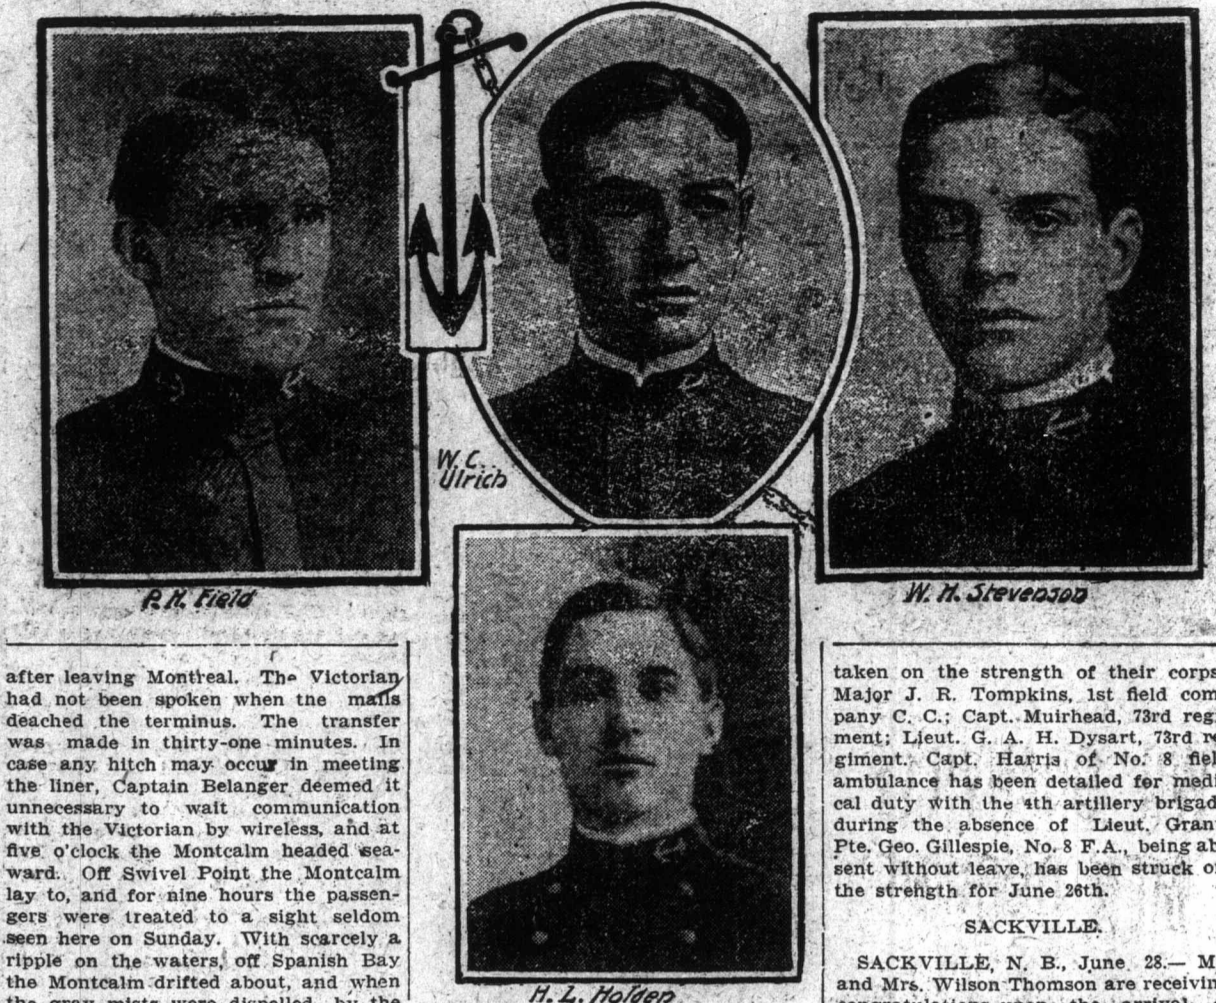 W. C.
Ulrich
P. H. Field
W. H. Stevenson
H. L. Holden
after leaving Montreal. The Victorian
had not been spoken when the mails
deached the terminus. The transfer
was made in thirty-one minutes. In
case any hitch may occur in meeting
the liner, Captain Belanger deemed it
unnecessary to wait communication
with the Victorian by wireless, and at
five o'clock the Montcalm headed sea-
ward. Off Swivel Point the Montcalm
lay to, and for nine hours the passen-
gers were treated to a sight seldom
seen here on Sunday. With scarcely a
ripple on the waters, off Spanish Bay
the Montcalm drifted about, and when
the gray mists were dispelled by the
taken on the strength of their corps
Major J. R. Tompkins, 1st field com
pany C. C.; Capt. Muirhead, 73rd regi
ment; Lieut. G. A. H. Dysart, 73rd re
giment. Capt. Harris of No. 8 fiel
ambulance has been detailed for medi
cal duty with the 4th artillery brigad
during the absence of Lieut. Gran
Pte. Geo. Gillespie, No. 8 F.A., being ab
sent without leave, has been struck o
the strength for June 26th.
SACKVILLE.
SACKVILLE, N. B., June 28.— M
and Mrs. Wilson Thomson are receivin